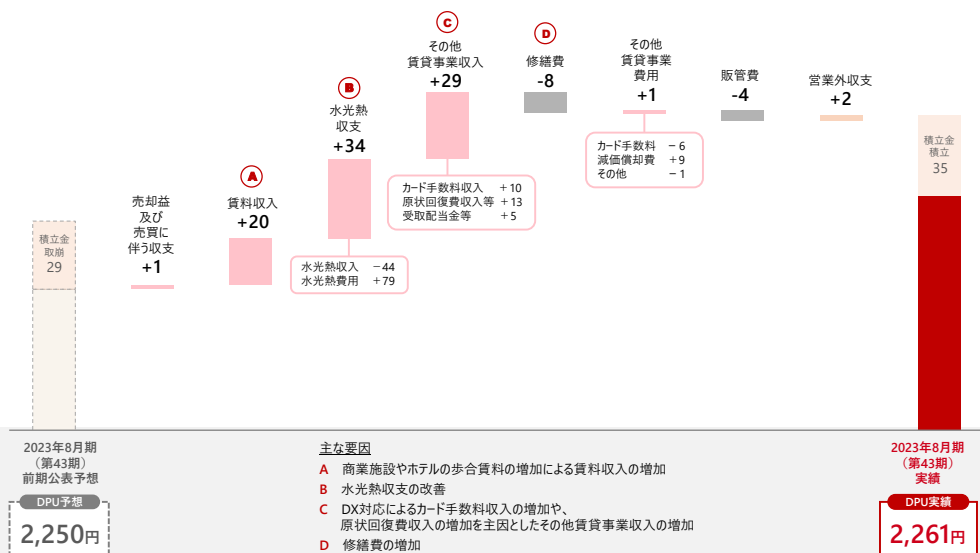 積立金
取崩
29
売却益
及び
売買に
伴う収支
+1
A
賃料収入
+20
B
水光熱
収支
+34
水光熱収入 －44
水光熱費用 ＋79
C
その他
賃貸事業収入
+29
カード手数料収入 ＋10
原状回復費収入等 ＋13
受取配当金等 ＋5
D
修繕費
-8
その他
賃貸事業
費用
+1
カード手数料 －6
減価償却費 ＋9
その他 －1
販管費
-4
営業外収支
+2
積立金
積立
35
2023年8月期
（第43期）
前期公表予想
DPU予想
2,250円
主な要因
A 商業施設やホテルの歩合賃料の増加による賃料収入の増加
B 水光熱収支の改善
C DX対応によるカード手数料収入の増加や、
原状回復費収入の増加を主因としたその他賃貸事業収入の増加
D 修繕費の増加
2023年8月期
（第43期）
実績
DPU実績
2,261円